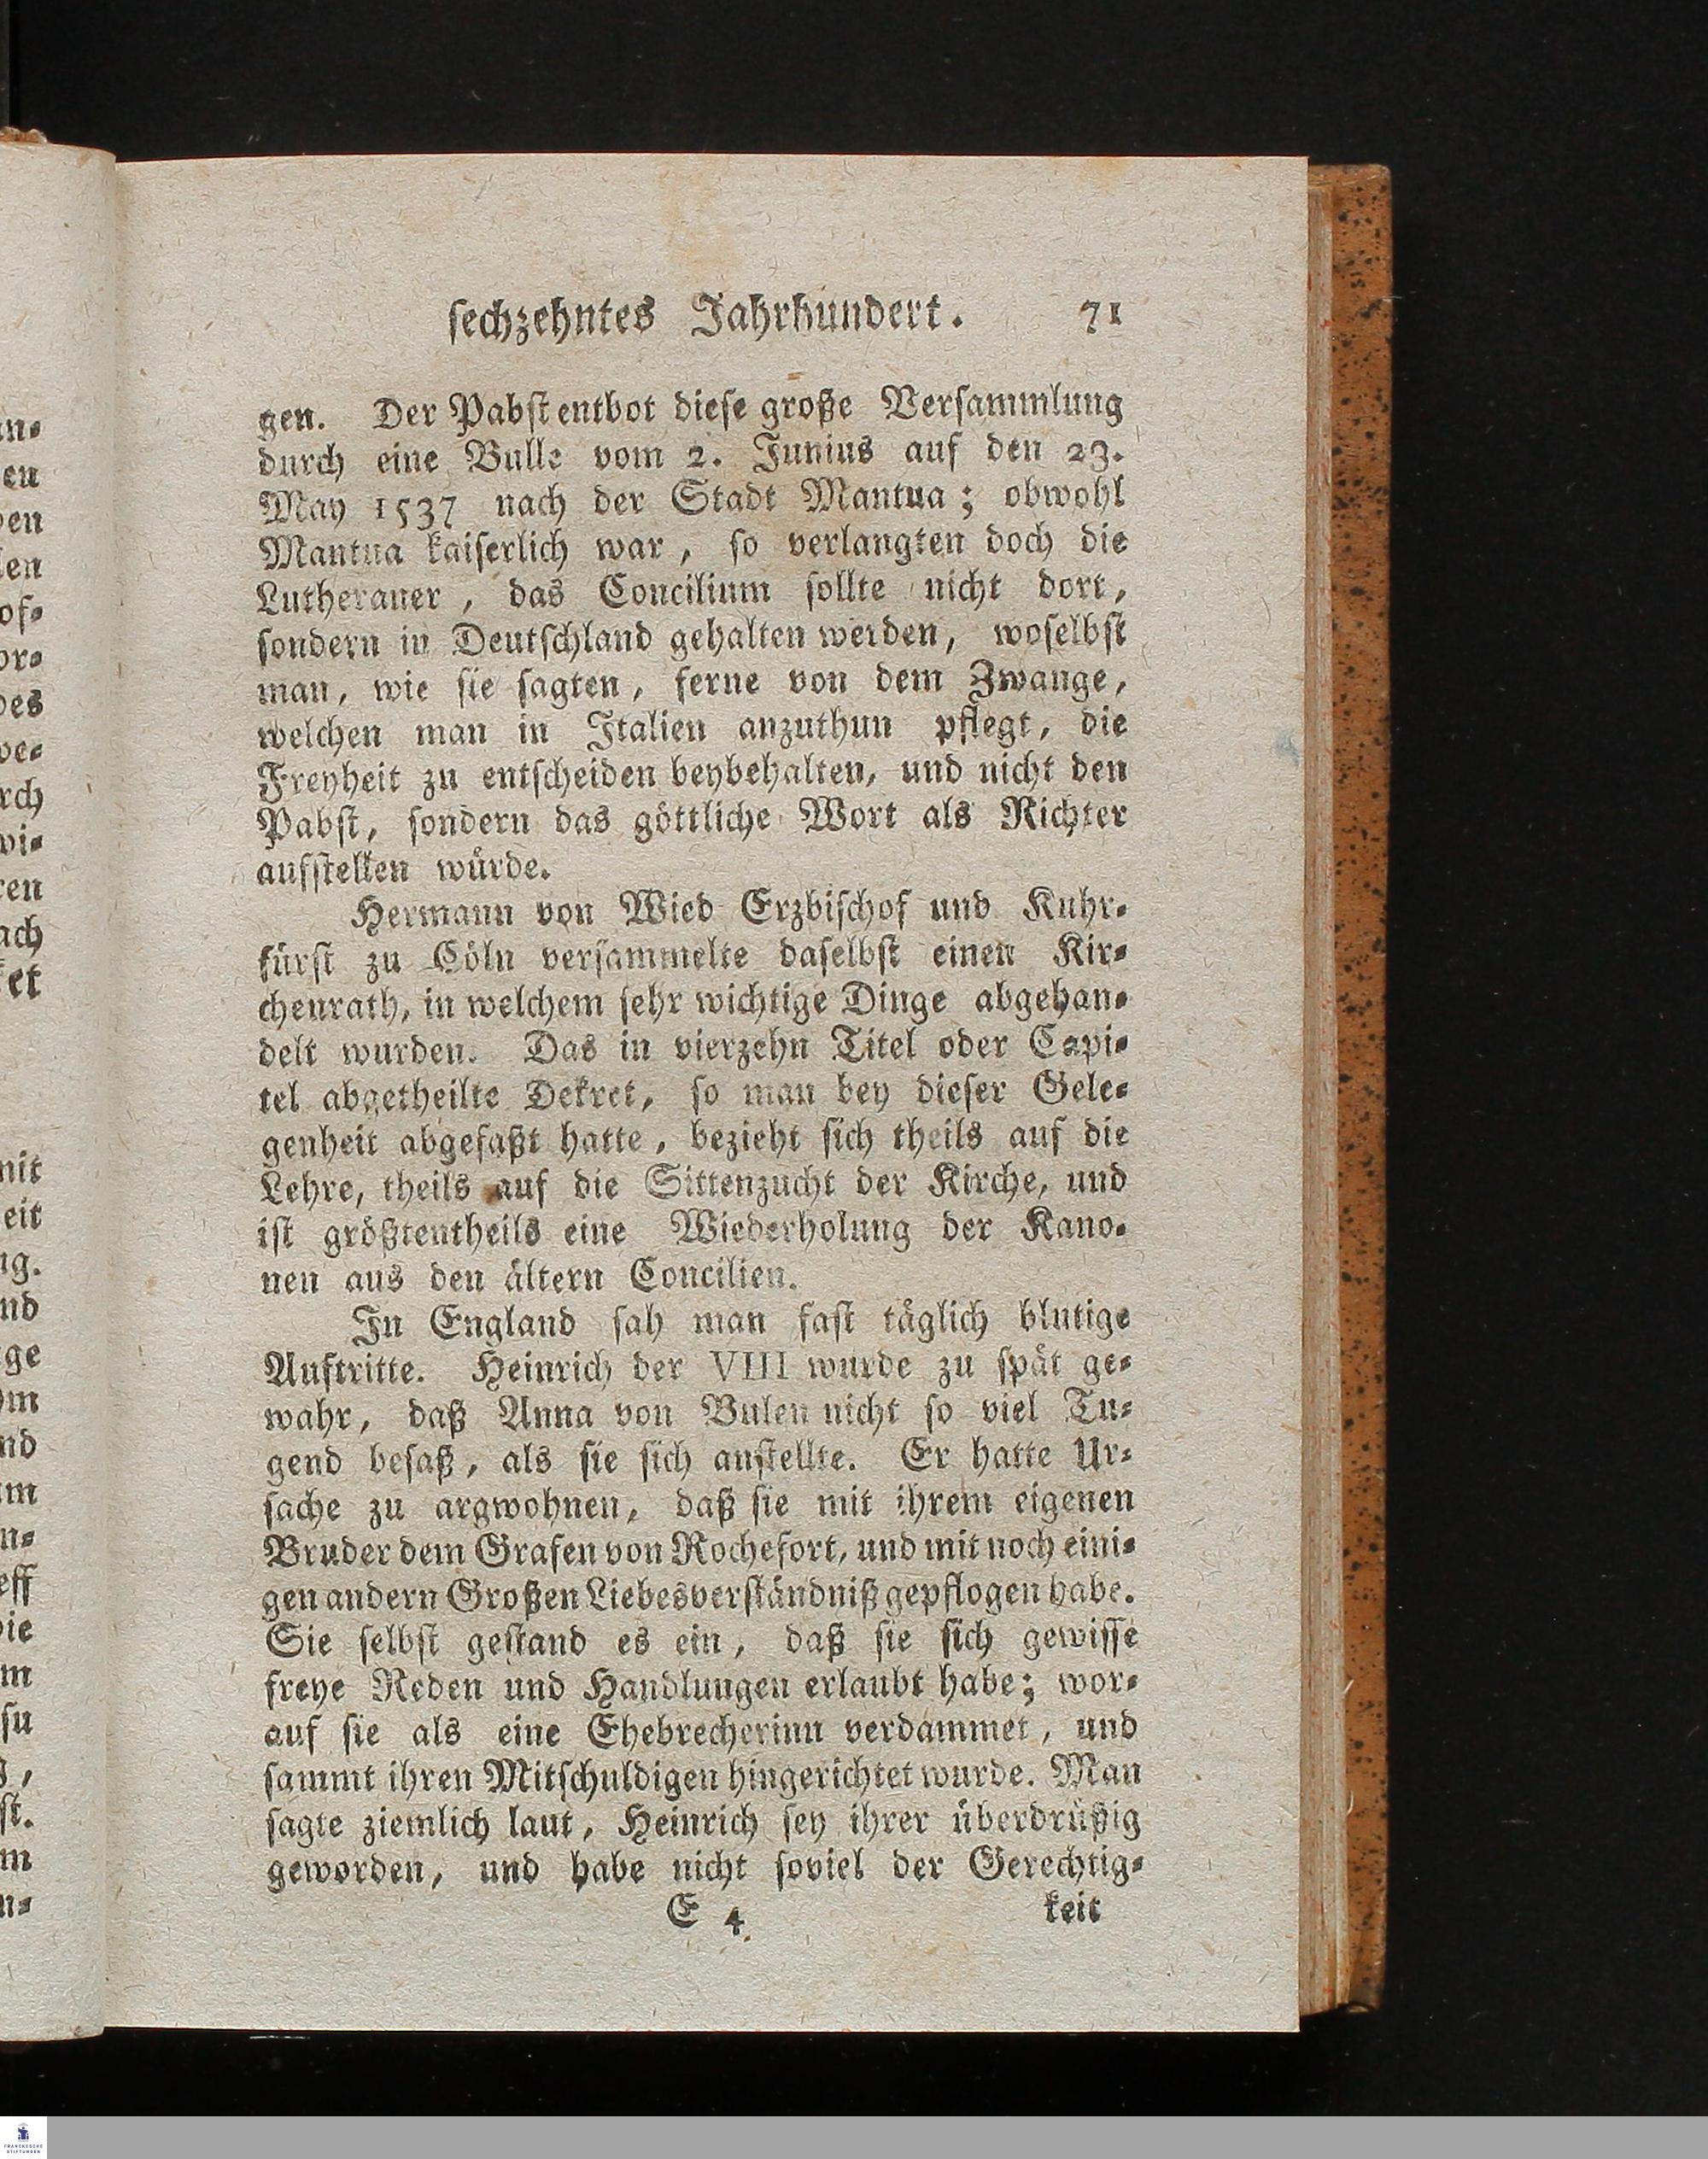 sechzehntes Jahrhundert. 71
gen. Der Pabst entbot diese große Versammlung
durch eine Bulle vom 2. Junius auf den 23.
May 1537 nach der Stadt Mantua; obwohl
Mantua kaiserlich war, so verlangten doch die
Lutheraner, das Concilium sollte nicht dort,
sondern in Deutschland gehalten werden, woselbst
man, wie sie sagten, ferne von dem Zwange,
welchen man in Italien anzuthun pflegt, die
Freyheit zu entscheiden beybehalten, und nicht den
Pabst, sondern das göttliche Wort als Richter
aufstellen würde.
Hermann von Wied Erzbischof und Kuhr-
fürst zu Cöln versammelte daselbst einen Kir-
chenrath, in welchem sehr wichtige Dinge abgehan-
delt wurden. Das in vierzehn Titel oder Capi-
tel abgetheilte Dekret, so man bey dieser Gele-
genheit abgefaßt hatte, bezieht sich theils auf die
Lehre, theils auf die Sittenzucht der Kirche, und
ist größtentheils eine Wiederholung der Kano-
nen aus den ältern Concilien.
In England sah man fast täglich blutige
Auftritte. Heinrich der VIII wurde zu spät ge-
wahr, daß Anna von Bulen nicht so viel Tu-
gend besaß, als sie sich anstellte. Er hatte Ur-
sache zu argwohnen, daß sie mit ihrem eigenen
Bruder dem Grafen von Rochefort, und mit noch eini-
gen andern Großen Liebesverständniß gepflogen habe.
Sie selbst gestand es ein, daß sie sich gewisse
freye Reden und Handlungen erlaubt habe; wor-
auf sie als eine Ehebrecherinn verdammet, und
sammt ihren Mitschuldigen hingerichtet wurde. Man
sagte ziemlich laut, Heinrich sey ihrer überdrüßig
geworden, und habe nicht soviel der Gerechtig-
E 4 keit
FRANCKESCHE
STIFTUNGEN